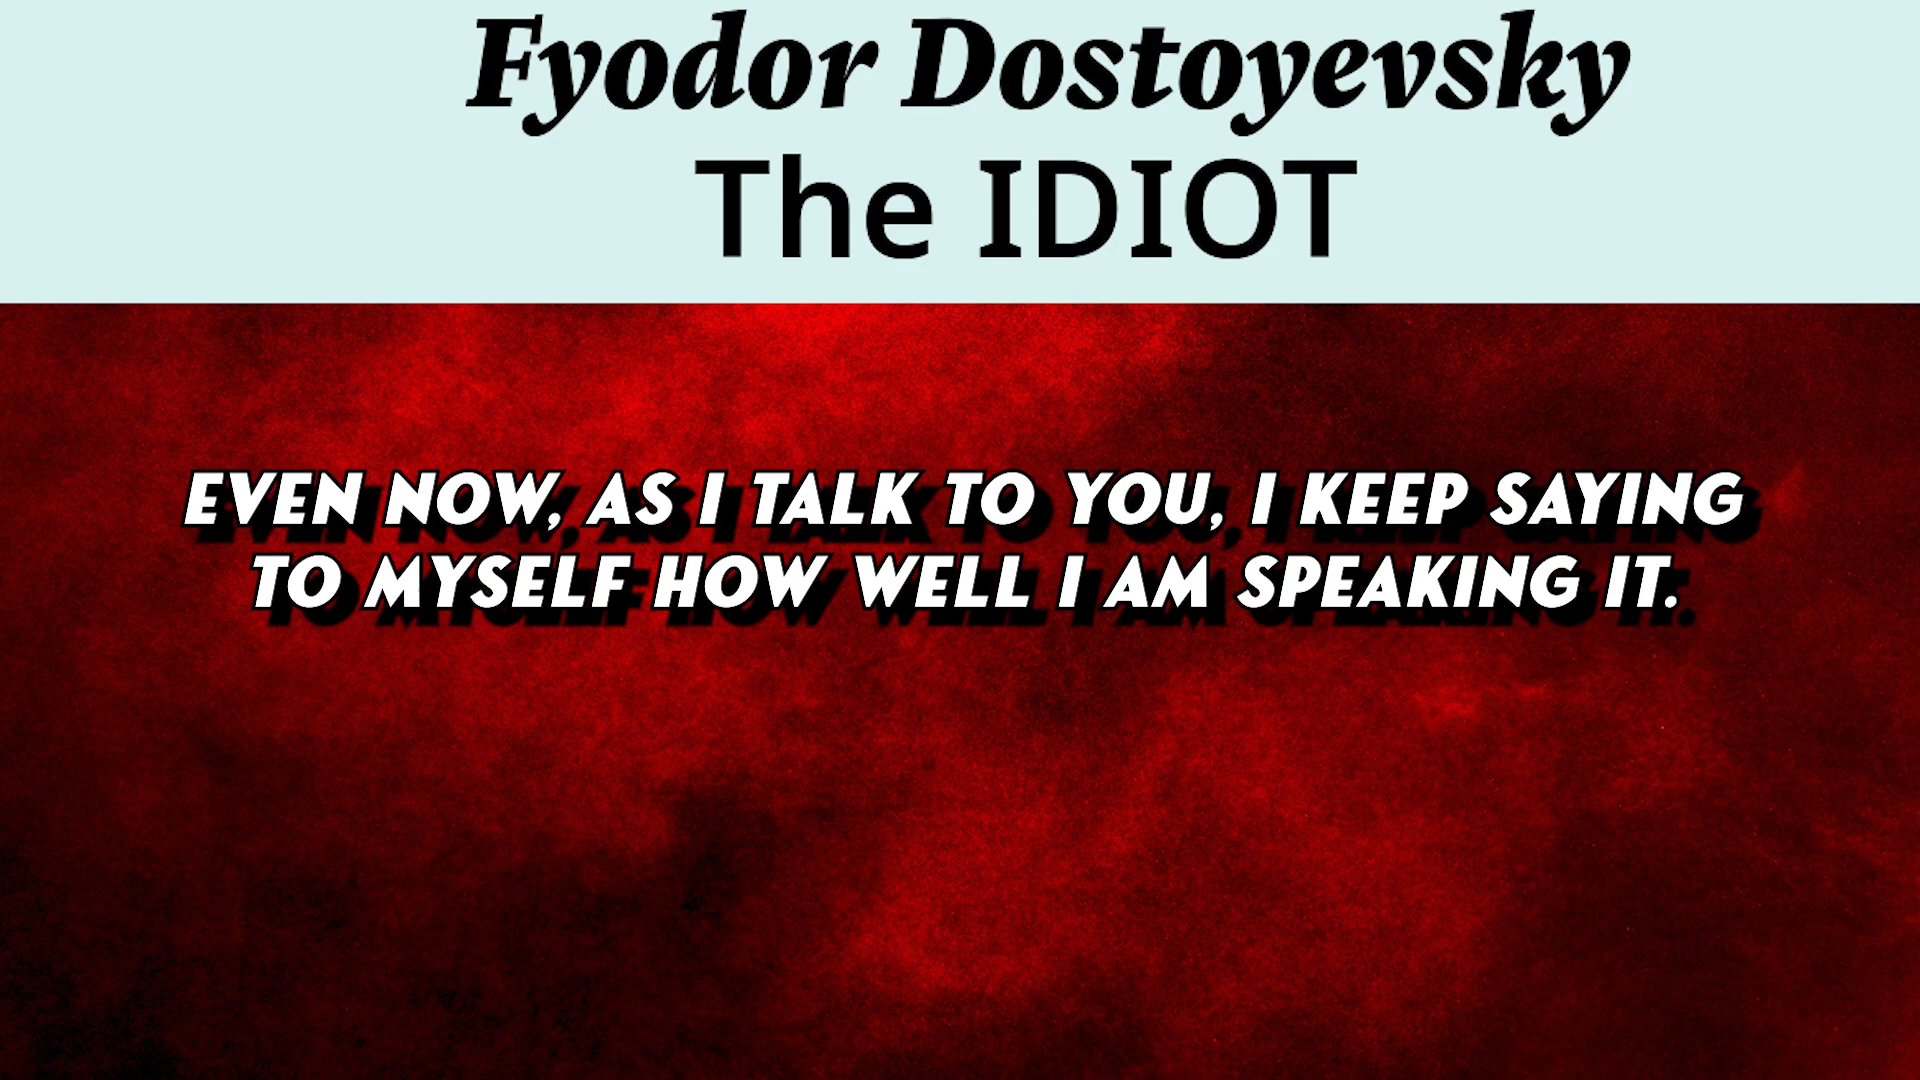 Fyodor Dostoyevsky
The IDIOT
EVEN NOW, AS I TALK TO YOU, I KEEP SAYING
TO MYSELF HOW WELL I AM SPEAKING IT.